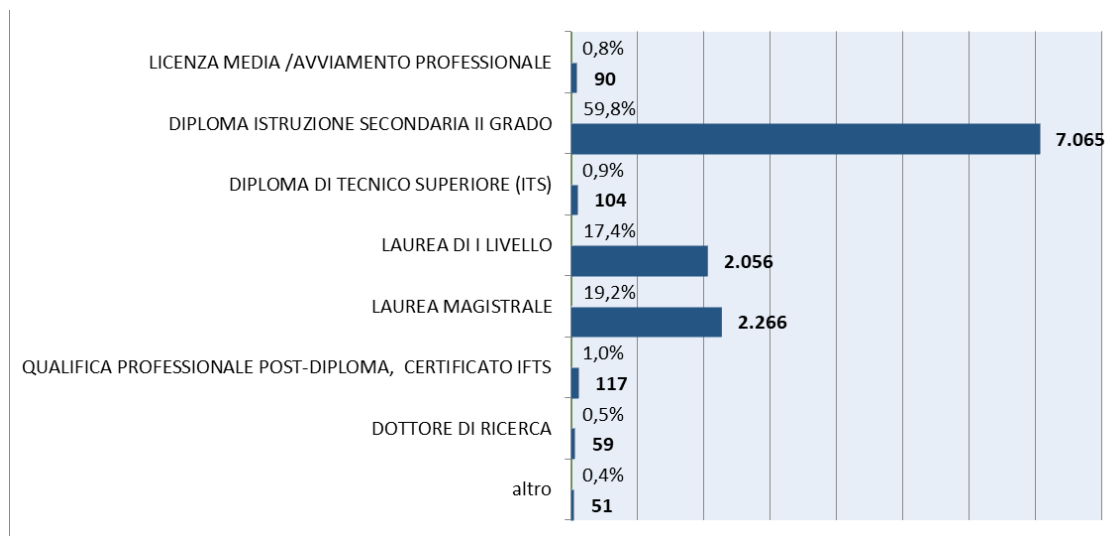 0,8%
LICENZA MEDIA /AVVIAMENTO PROFESSIONALE
90
59,8%
DIPLOMA ISTRUZIONE SECONDARIA II GRADO
7.065
0,9%
DIPLOMA DI TECNICO SUPERIORE (ITS)
104
17,4%
LAUREA DI I LIVELLO
2.056
19,2%
LAUREA MAGISTRALE
2.266
1,0%
QUALIFICA PROFESSIONALE POST-DIPLOMA, CERTIFICATO IFTS
117
0,5%
DOTTORE DI RICERCA
59
0,4%
altro
51